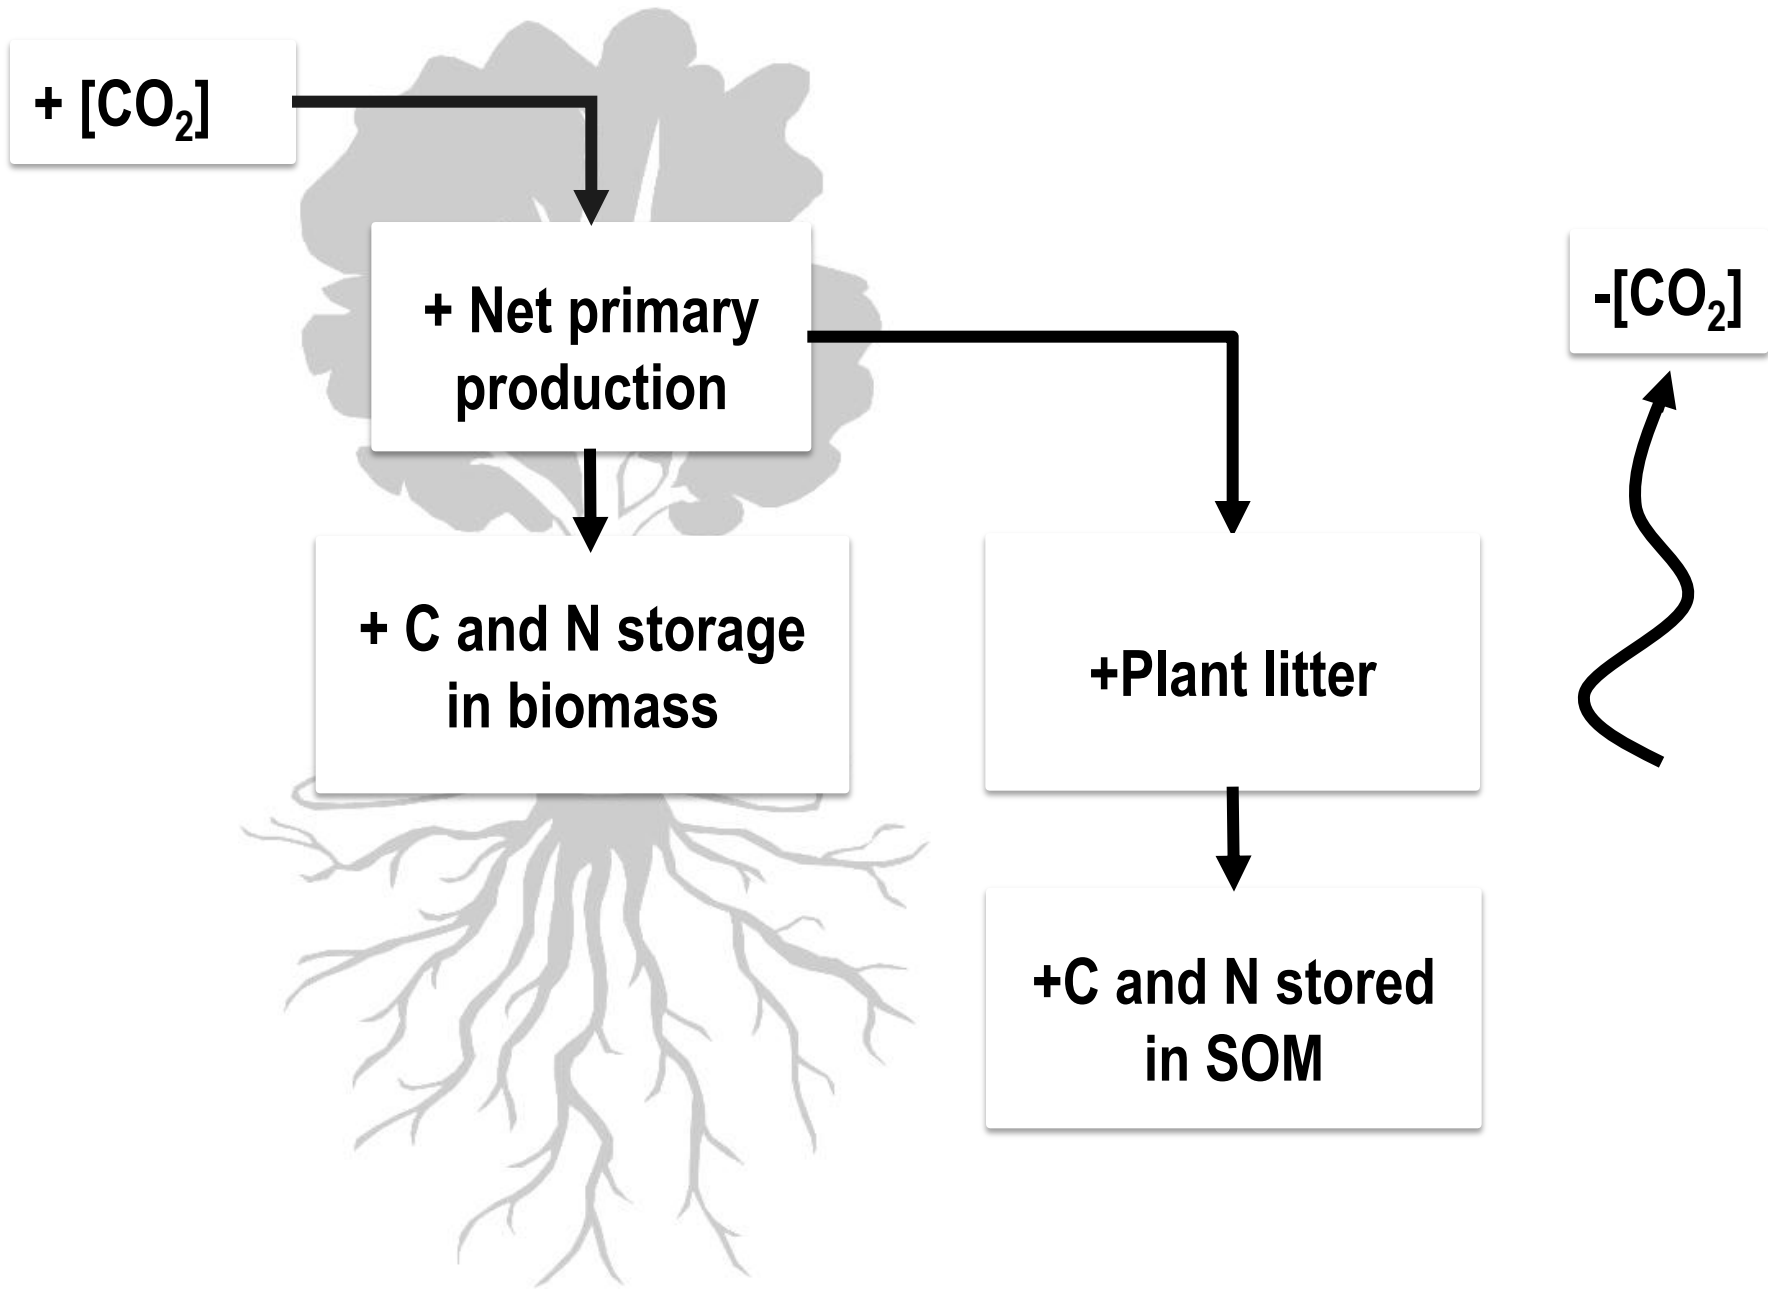 + [CO₂]
+ Net primary
production
-[CO₂]
+ C and N storage
in biomass
+Plant litter
+C and N stored
in SOM